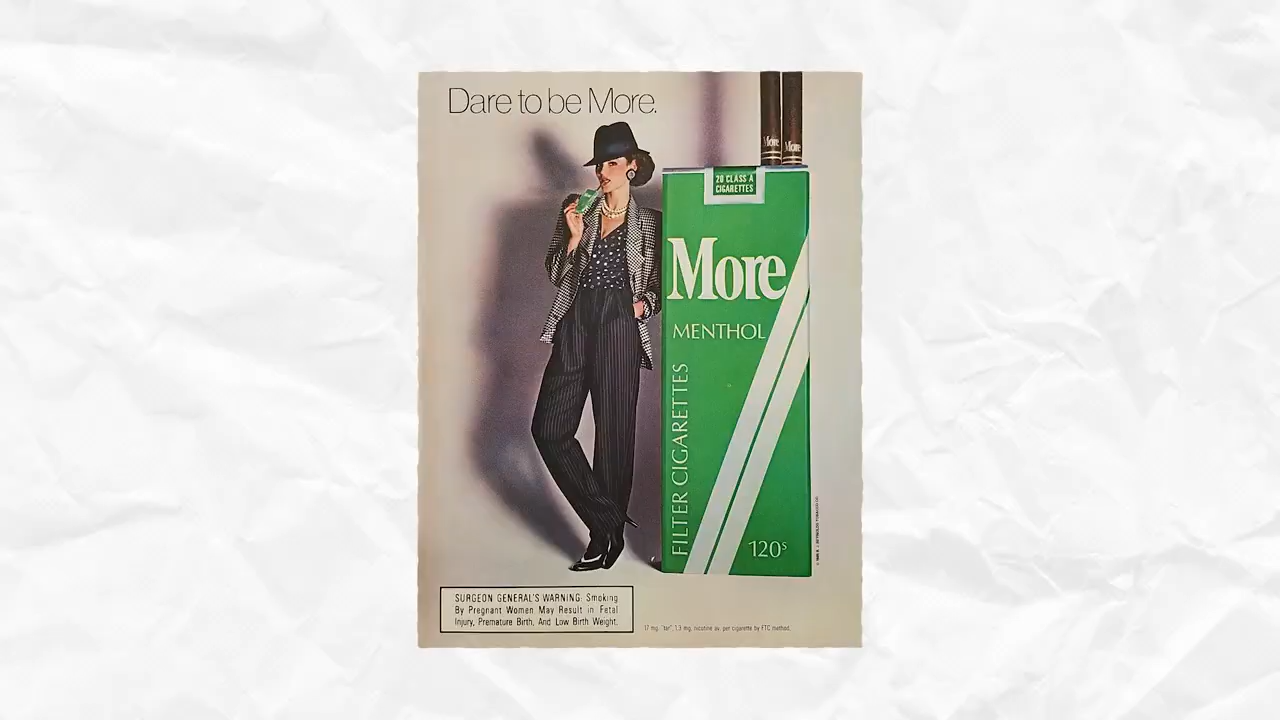 Dare to be More.
More
More
20 CLASS A
CIGARETTES
More
MENTHOL
FILTER CIGARETTES
120s
SURGEON GENERAL'S WARNING: Smoking
By Pregnant Women May Result in Fetal
Injury, Premature Birth, And Low Birth Weight.
17 mg. "tar", 1.3 mg. nicotine av. per cigarette by FTC method.